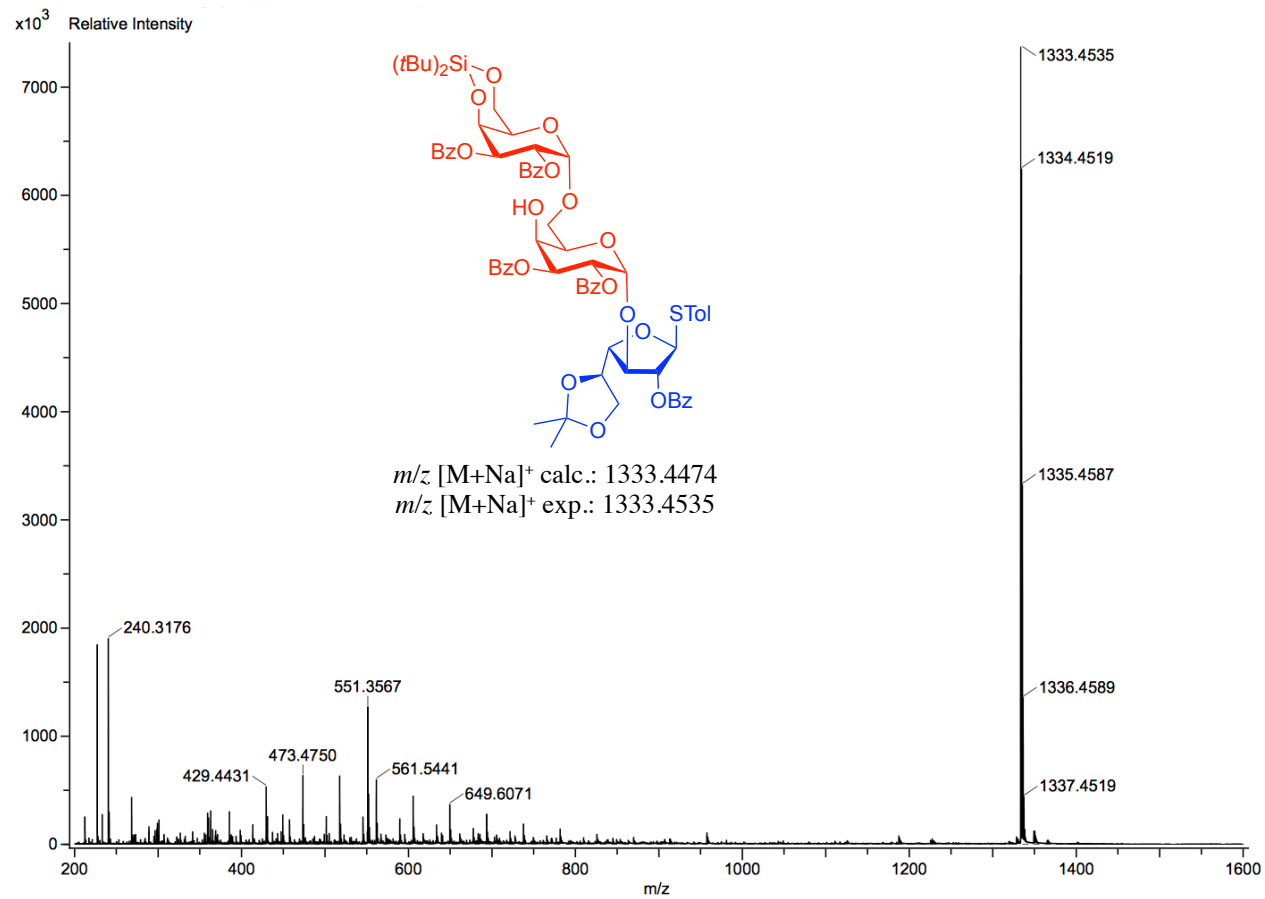 x10³ Relative Intensity
7000
6000
5000
4000
3000
2000
1000
0
200 400 600 800 1000 1200 1400 1600
m/z
1333.4535
1334.4519
1335.4587
1336.4589
1337.4519
240.3176
429.4431
473.4750
551.3567
561.5441
649.6071
(tBu)₂Si
O
O
O
BzO
BzO
O
HO
O
BzO
BzO
O
STol
O
O
OBz
O
m/z [M+Na]⁺ calc.: 1333.4474
m/z [M+Na]⁺ exp.: 1333.4535